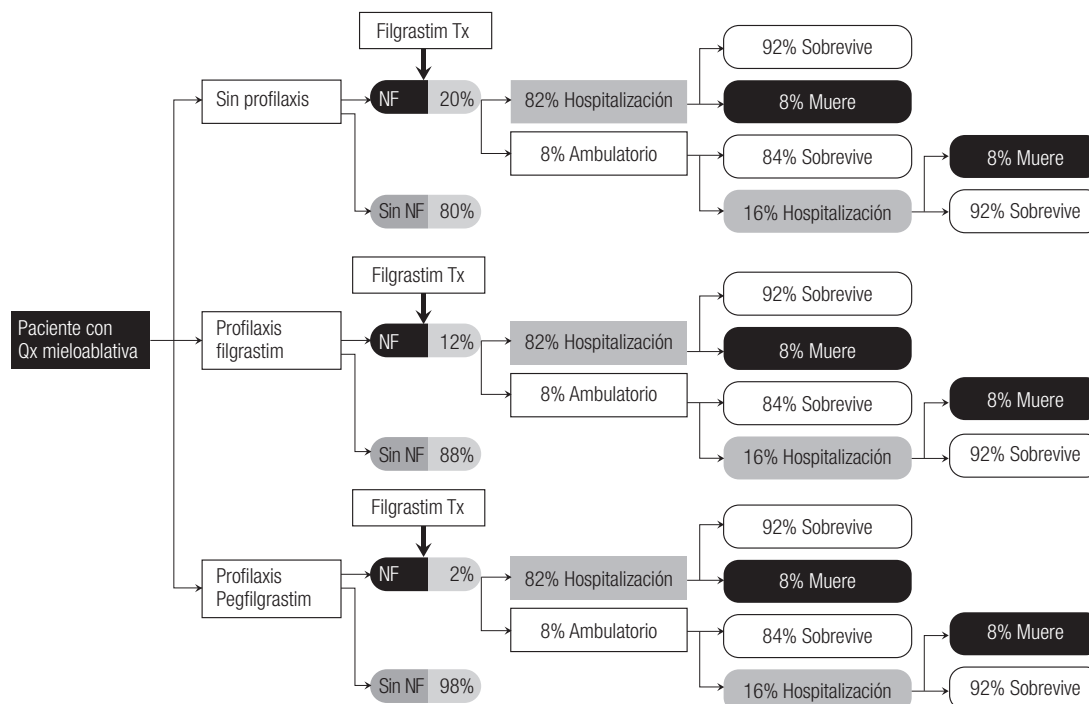 Filgrastim Tx
92% Sobrevive
Sin profilaxis
NF 20%
82% Hospitalización
8% Muere
8% Ambulatorio
84% Sobrevive
8% Muere
Sin NF 80%
16% Hospitalización
92% Sobrevive
Filgrastim Tx
92% Sobrevive
Paciente con
Qx mieloablativa
Profilaxis
filgrastim
NF 12%
82% Hospitalización
8% Muere
8% Ambulatorio
84% Sobrevive
8% Muere
Sin NF 88%
16% Hospitalización
92% Sobrevive
Filgrastim Tx
92% Sobrevive
Profilaxis
Pegfilgrastim
NF 2%
82% Hospitalización
8% Muere
8% Ambulatorio
84% Sobrevive
8% Muere
Sin NF 98%
16% Hospitalización
92% Sobrevive